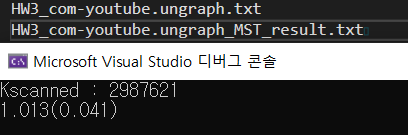 HW3_com-youtube.ungraph.txt
HW3_com-youtube.ungraph_MST_result.txt
Microsoft Visual Studio 디버그 콘솔
Kscanned : 2987621
1.013(0.041)